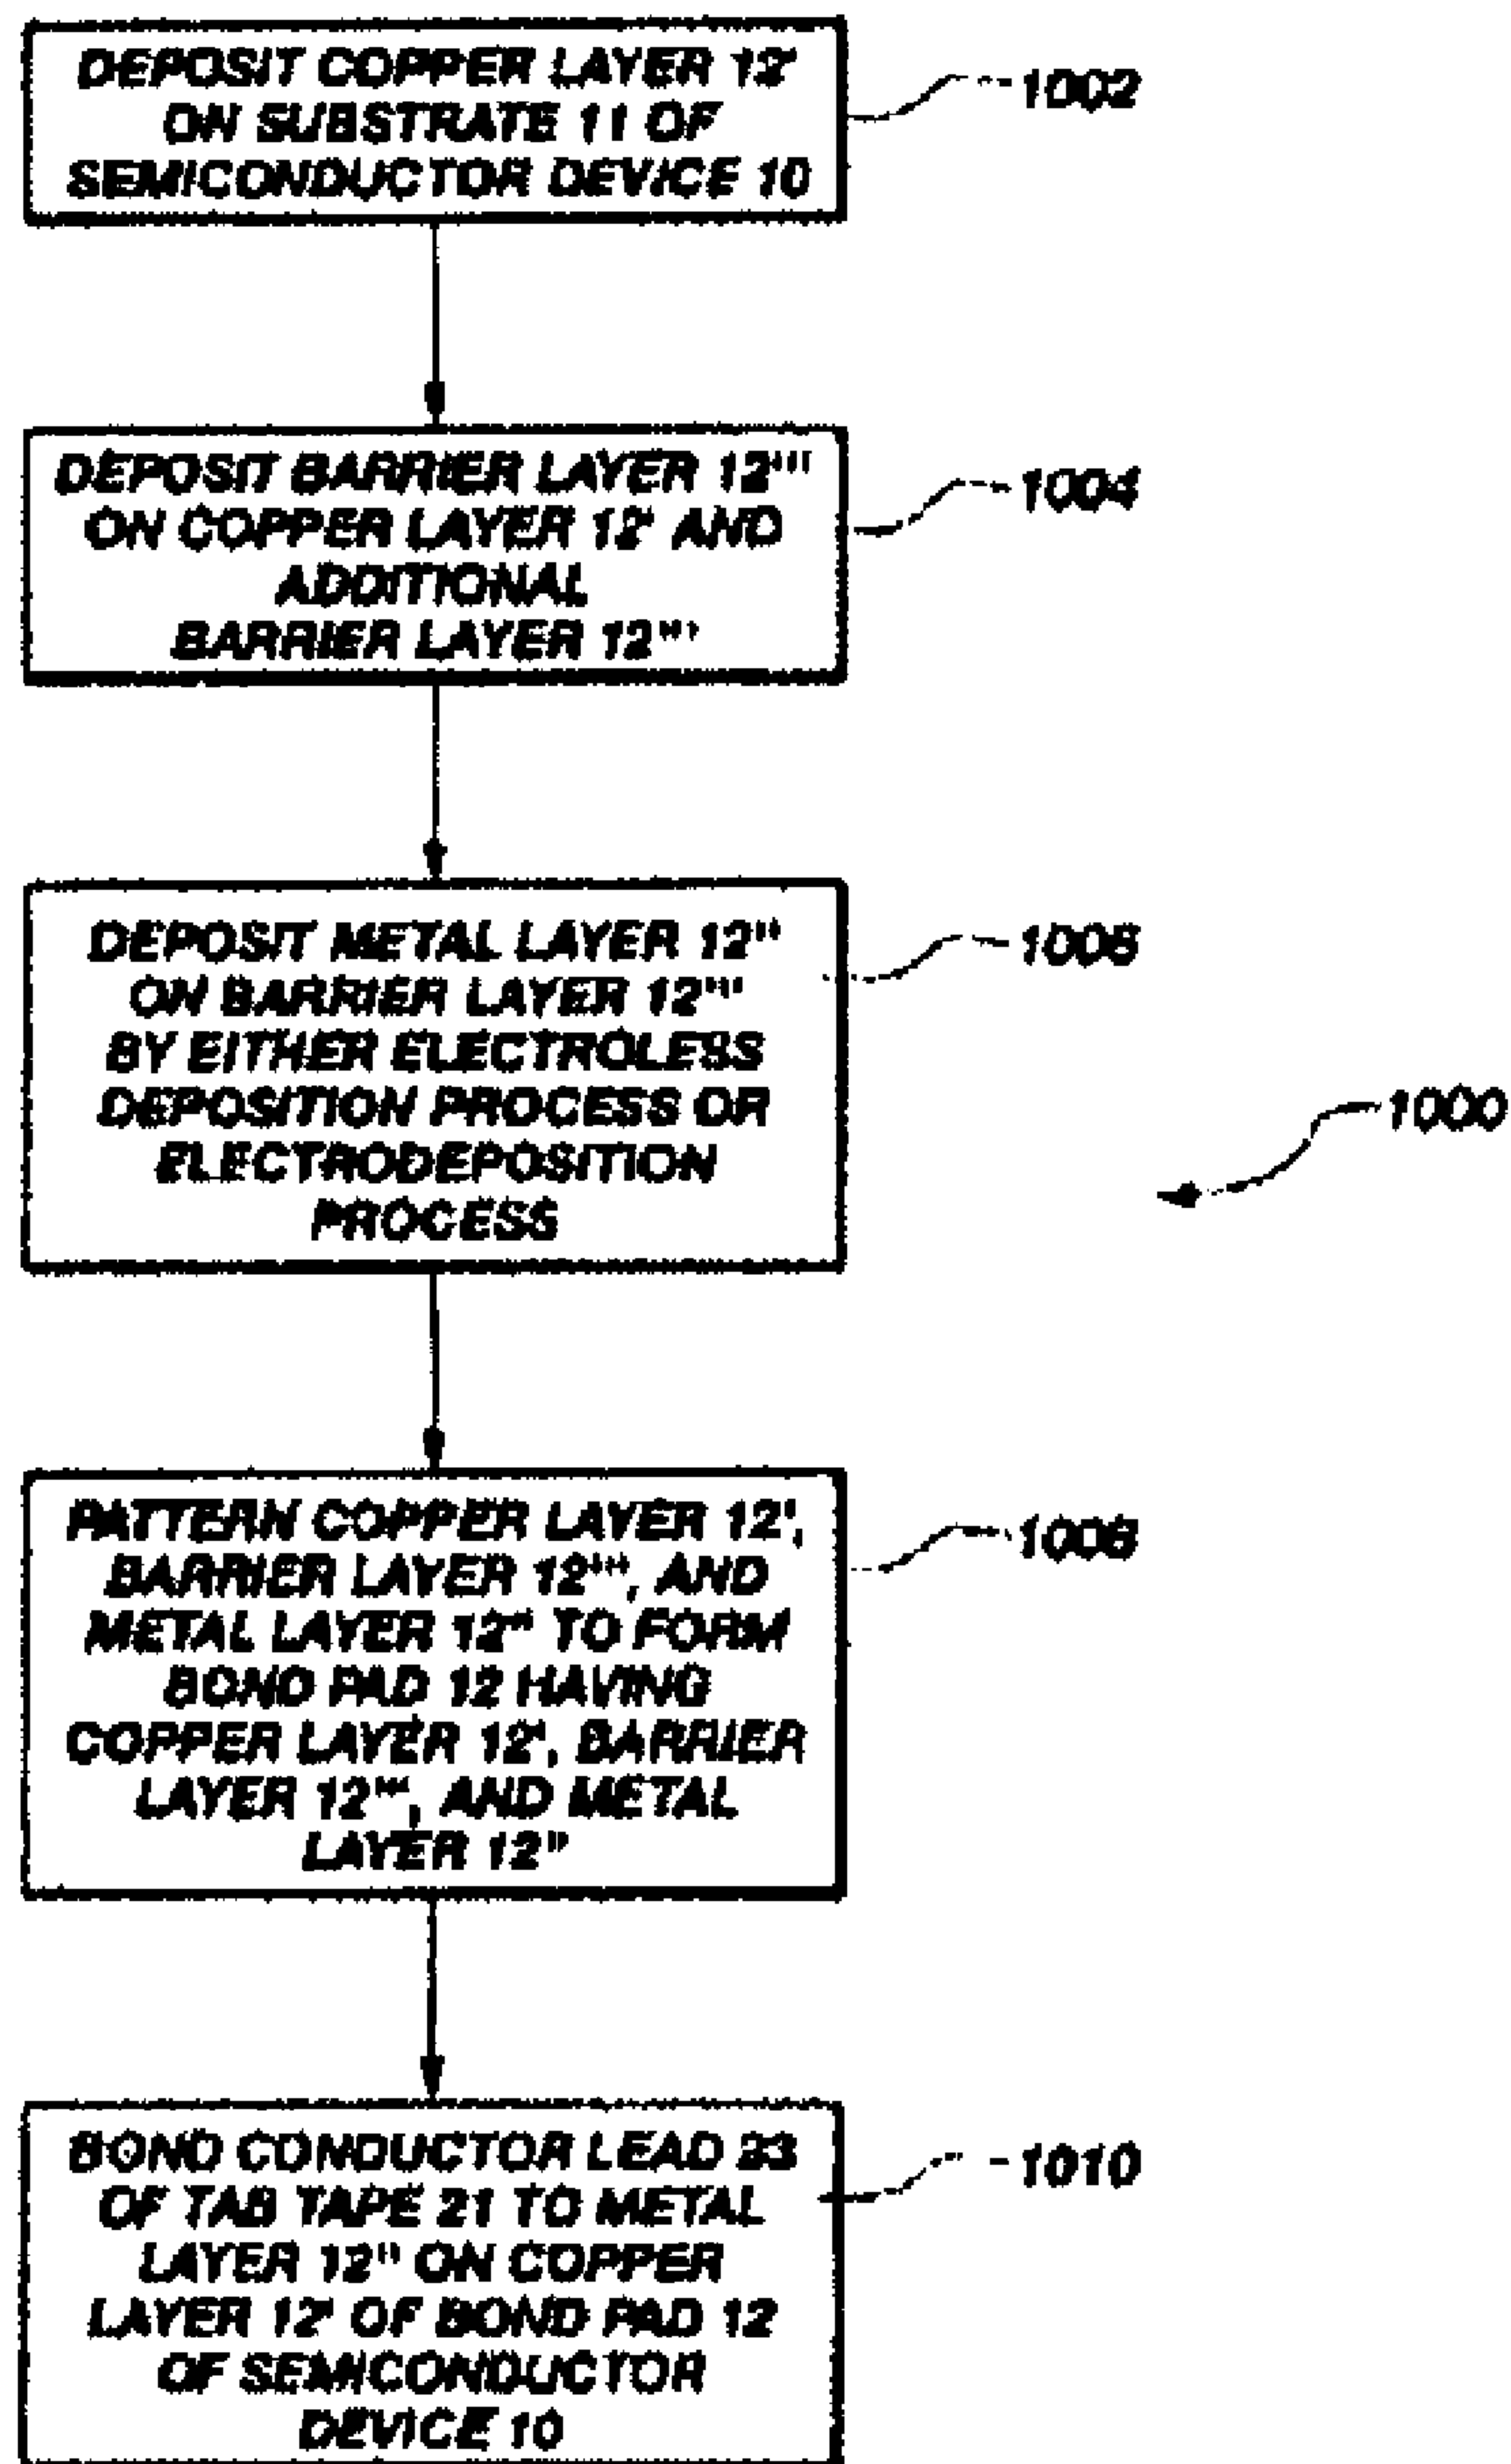 DEPOSIT COPPER LAYER 12'
ON SUBSTRATE 11 OF
SEMICONDUCTOR DEVICE 10
1002
DEPOSIT BARRIER LAYER 12'''
ON COPPER LAYER 12' AND
ADDITIONAL
BARRIER LAYER 12'''
1004
DEPOSIT METAL LAYER 12"
ON BARRIER LAYER 12'''
BY EITHER ELECTROLESS
DEPOSITION PROCESS OR
ELECTRODEPOSITION
PROCESS
1006
1000
PATTERN COPPER LAYER 12',
BARRIER LAYER 12''', AND
METAL LAYER 12" TO FORM
BOND PAD 12 HAVING
COPPER LAYER 12', BARRIER
LAYER 12''', AND METAL
LAYER 12"
1008
BOND CONDUCTOR LEAD 23
OF TAB TAPE 21 TO METAL
LAYER 12" ON COPPER
LAYER 12' OF BOND PAD 12
OF SEMICONDUCTOR
DEVICE 10
1010